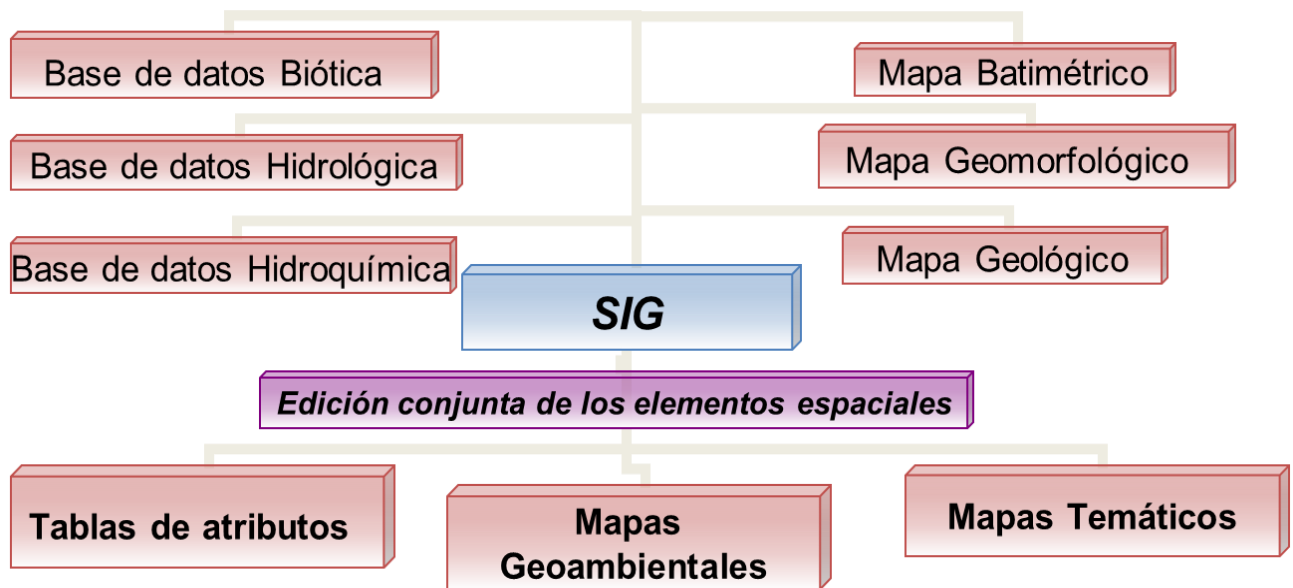 Base de datos Biótica
Mapa Batimétrico
Base de datos Hidrológica
Mapa Geomorfológico
Base de datos Hidroquímica
Mapa Geológico
SIG
Edición conjunta de los elementos espaciales
Tablas de atributos
Mapas
Geoambientales
Mapas Temáticos